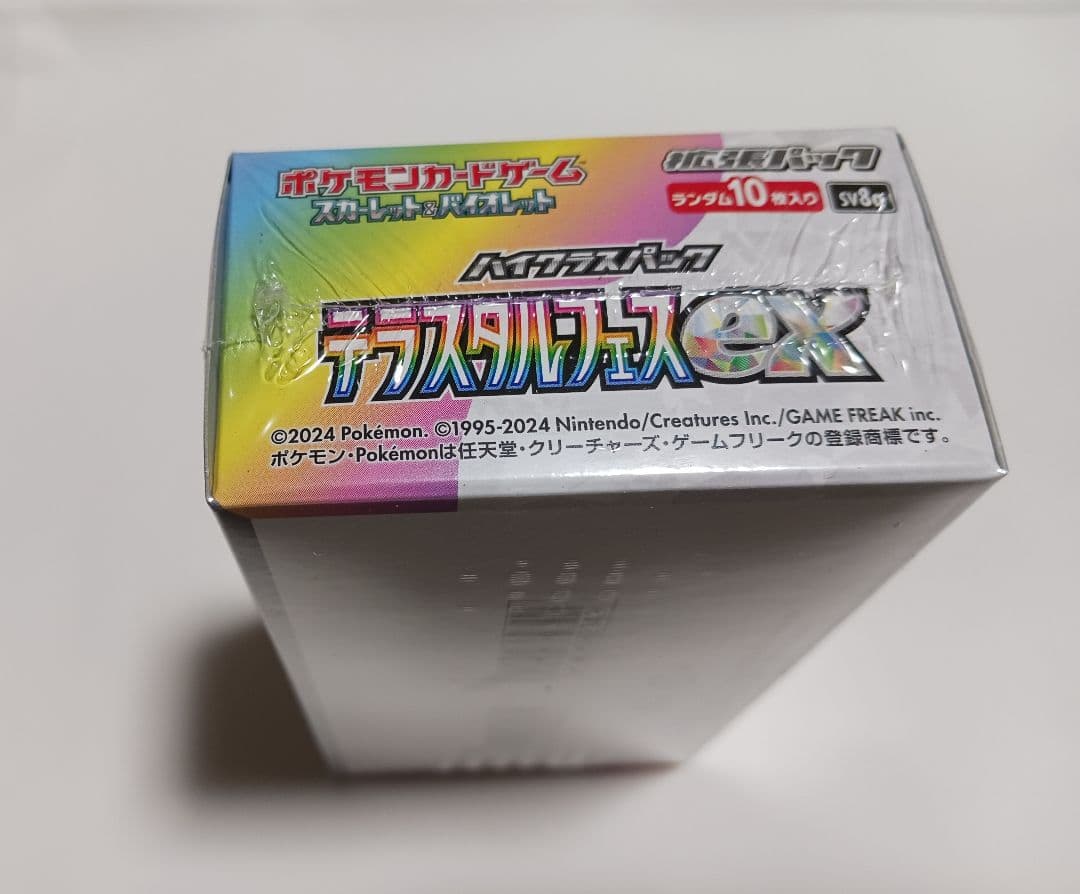 ポケモンカードゲーム
スカーレット&バイオレット
拡張パック
ランダム10枚入り SV8a
ハイクラスパック
テラスタルフェスex
©2024 Pokémon. ©1995-2024 Nintendo/Creatures Inc./GAME FREAK inc.
ポケモン・Pokémonは任天堂・クリーチャーズ・ゲームフリークの登録商標です。